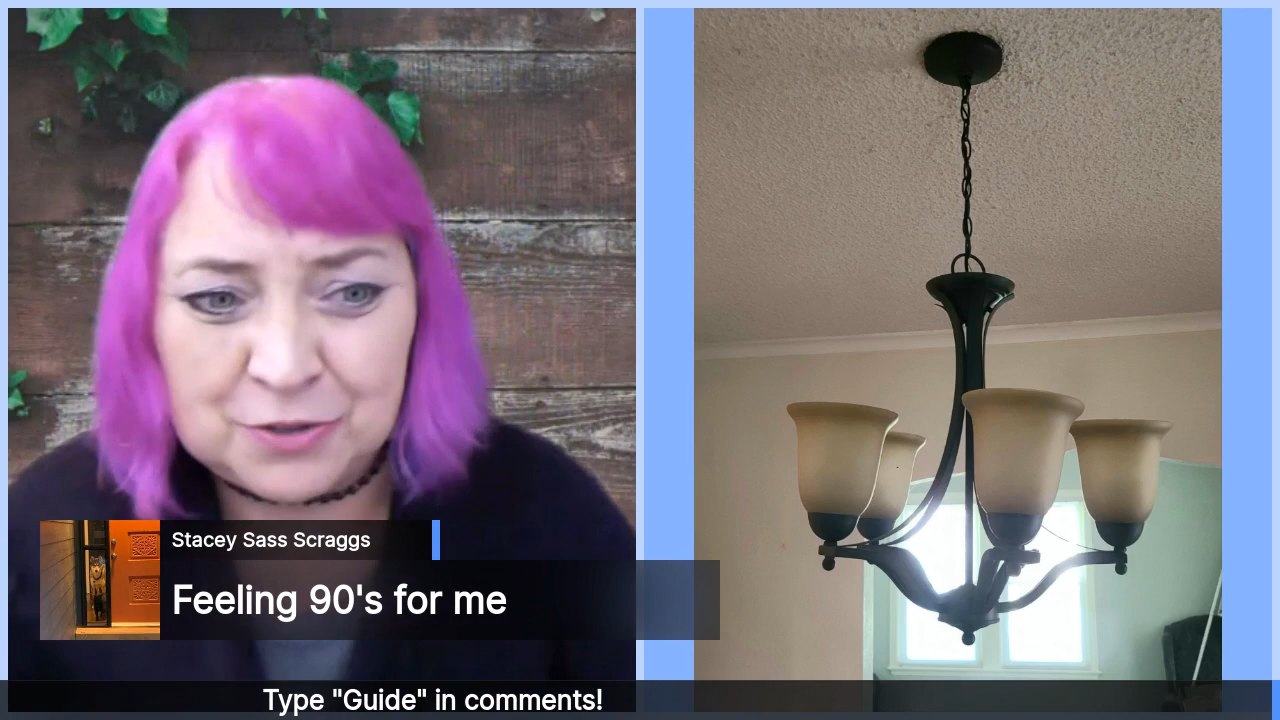 Stacey Sass Scraggs
Feeling 90's for me
Type "Guide" in comments!